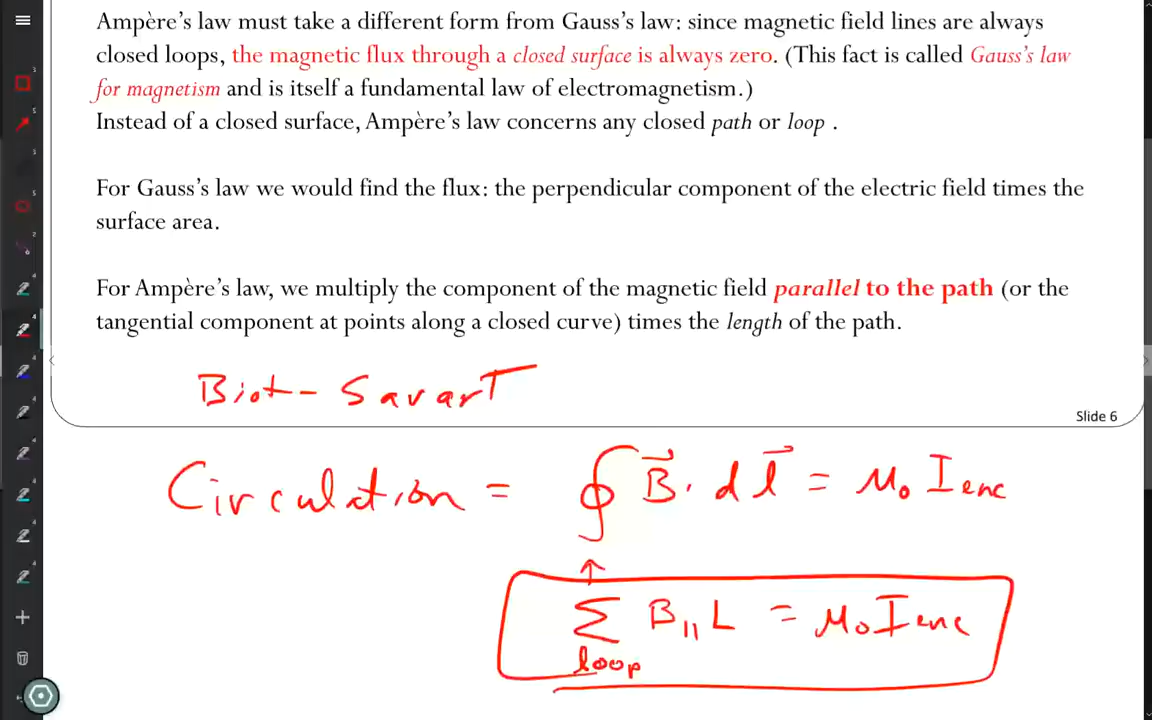 Ampère's law must take a different form from Gauss's law: since magnetic field lines are always
closed loops, the magnetic flux through a closed surface is always zero. (This fact is called Gauss's law
for magnetism and is itself a fundamental law of electromagnetism.)
Instead of a closed surface, Ampère's law concerns any closed path or loop .
For Gauss's law we would find the flux: the perpendicular component of the electric field times the
surface area.
For Ampère's law, we multiply the component of the magnetic field parallel to the path (or the
tangential component at points along a closed curve) times the length of the path.
Biot-Savart
Slide 6
Circulation = ∮ B⃗ · d l⃗ = μ₀ I enc
↑
∑ B∥ L = μ₀ I enc
loop